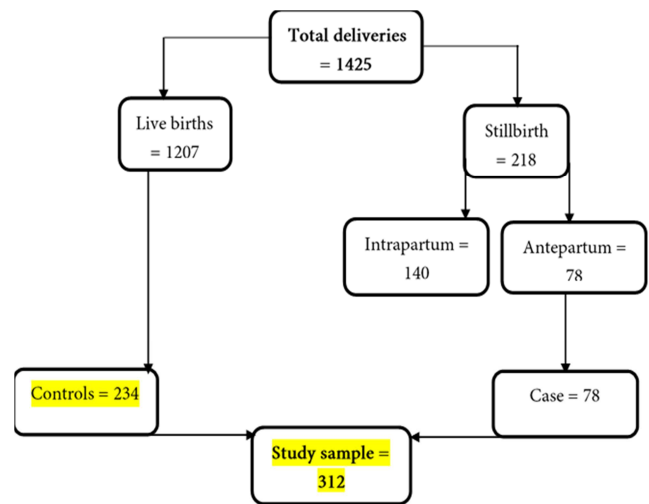 Total deliveries
= 1425
Live births
= 1207
Stillbirth
= 218
Intrapartum =
140
Antepartum =
78
Controls = 234
Case = 78
Study sample =
312